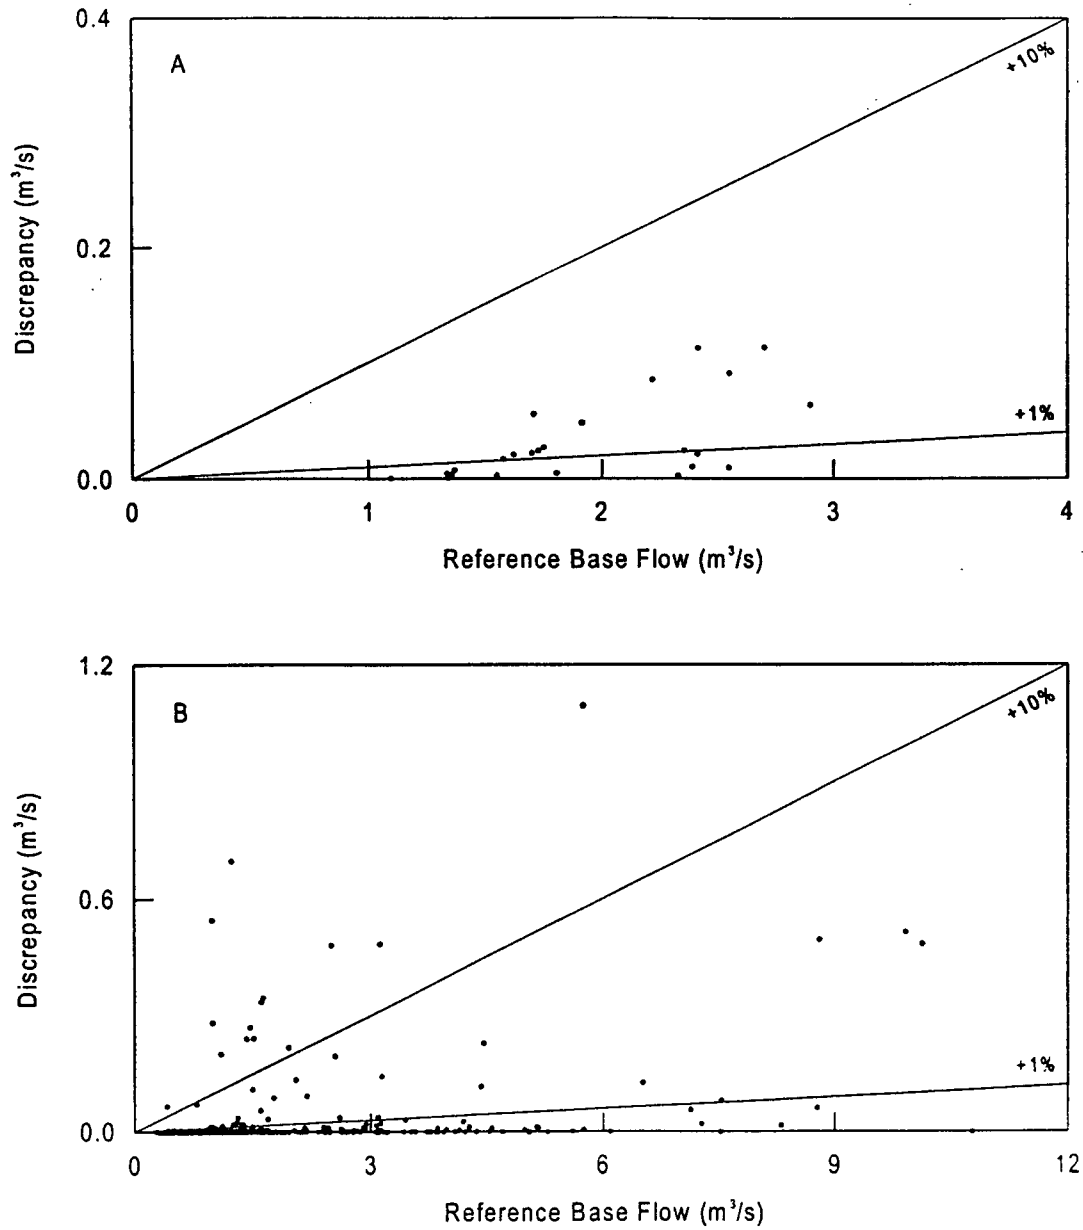 0.4
A
+10%
Discrepancy (m³/s)
0.2
+1%
0.0
0 1 2 3 4
Reference Base Flow (m³/s)
1.2
B
+10%
Discrepancy (m³/s)
0.6
+1%
0.0
0 3 6 9 12
Reference Base Flow (m³/s)